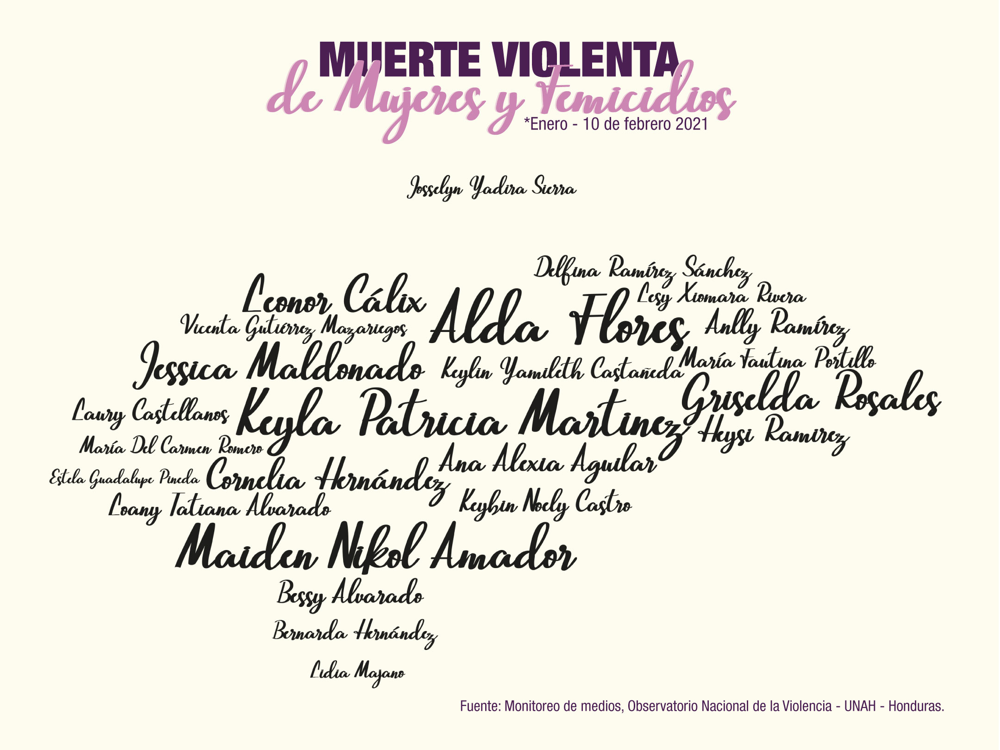 MUERTE VIOLENTA
de Mujeres y Femicidios
*Enero - 10 de febrero 2021
Josselyn Yadira Sierra
Delfina Ramírez Sánchez
Leonor Cálix
Lesy Xiomara Rivera
Alda Flores
Vicenta Gutiérrez Mazariegos
Anlly Ramírez
Jessica Maldonado
Keylin Yamileth Castañeda
María Fautina Portillo
Griselda Rosales
Laury Castellanos
Keyla Patricia Martinez
Heysi Ramirez
María Del Carmen Romero
Ana Alexia Aguilar
Estela Guadalupe Pineda
Cornelia Hernández
Loany Tatiana Alvarado
Keybin Noely Castro
Maiden Nikol Amador
Bessy Alvarado
Bernarda Hernández
Lidia Majano
Fuente: Monitoreo de medios, Observatorio Nacional de la Violencia - UNAH - Honduras.